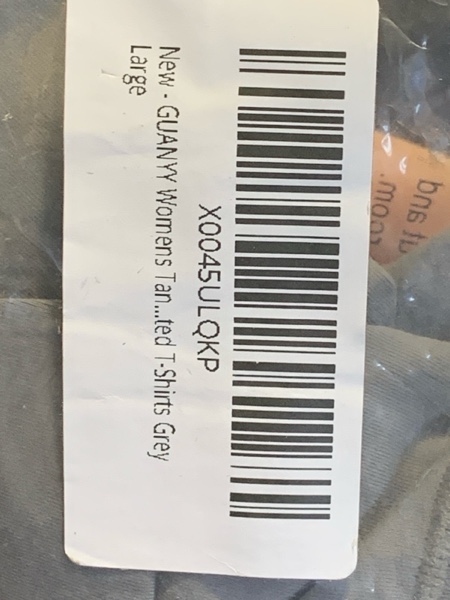 X0045ULQKP
New - GUANYY Womens Tan...ted T-Shirts Grey
Large